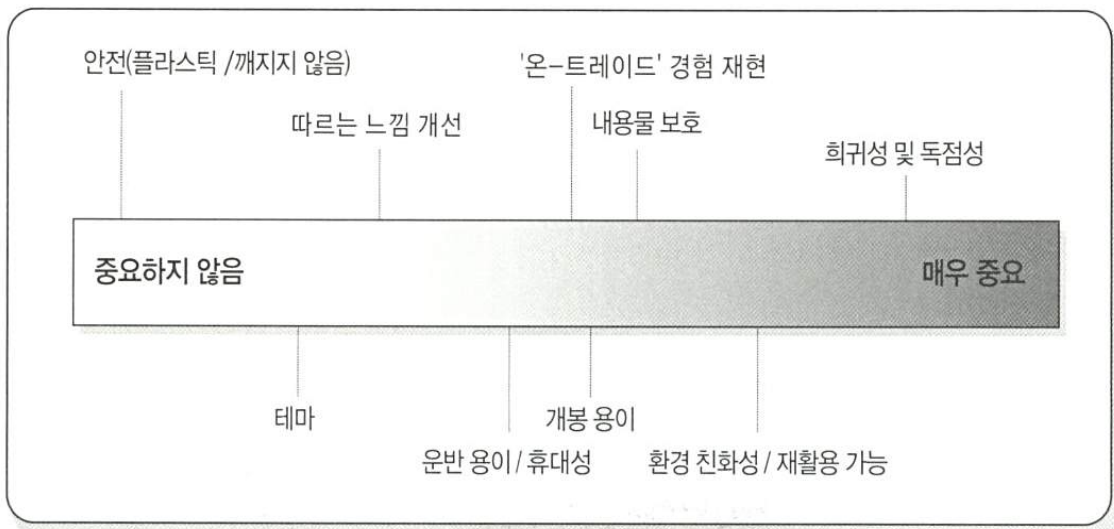 안전(플라스틱 /깨지지 않음)
'온–트레이드' 경험 재현
따르는 느낌 개선
내용물 보호
희귀성 및 독점성
중요하지 않음
매우 중요
테마
개봉 용이
운반 용이 / 휴대성
환경 친화성 / 재활용 가능